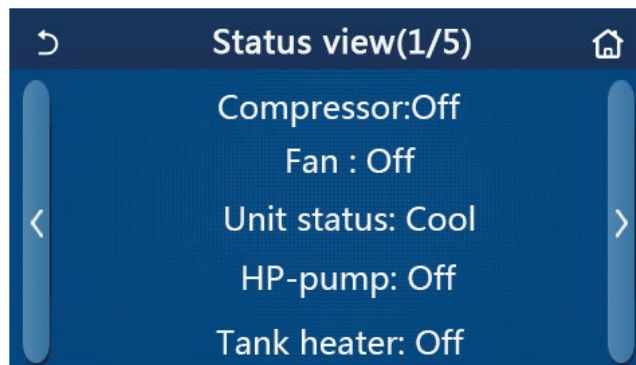 Status view(1/5)
Compressor:Off
Fan : Off
Unit status: Cool
HP-pump: Off
Tank heater: Off